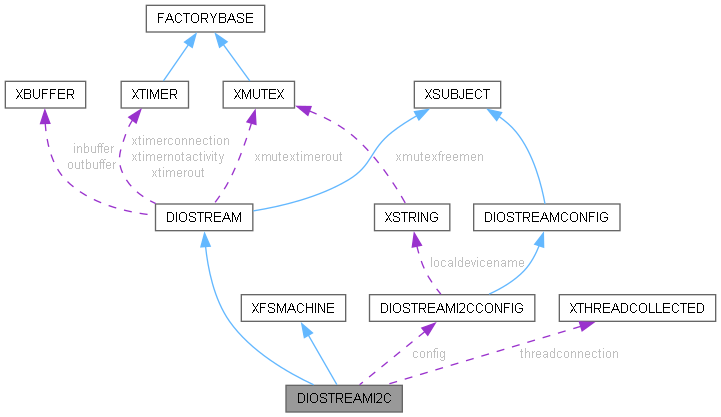 FACTORYBASE
XBUFFER
XTIMER
XMUTEX
XSUBJECT
inbuffer
outbuffer
xtimerconnection
xtimernotactivity
xtimerout
xmutextimerout
xmutexfreemen
DIOSTREAM
XSTRING
DIOSTREAMCONFIG
localdevicename
XFSMACHINE
DIOSTREAMI2CCONFIG
XTHREADCOLLECTED
config
threadconnection
DIOSTREAMI2C